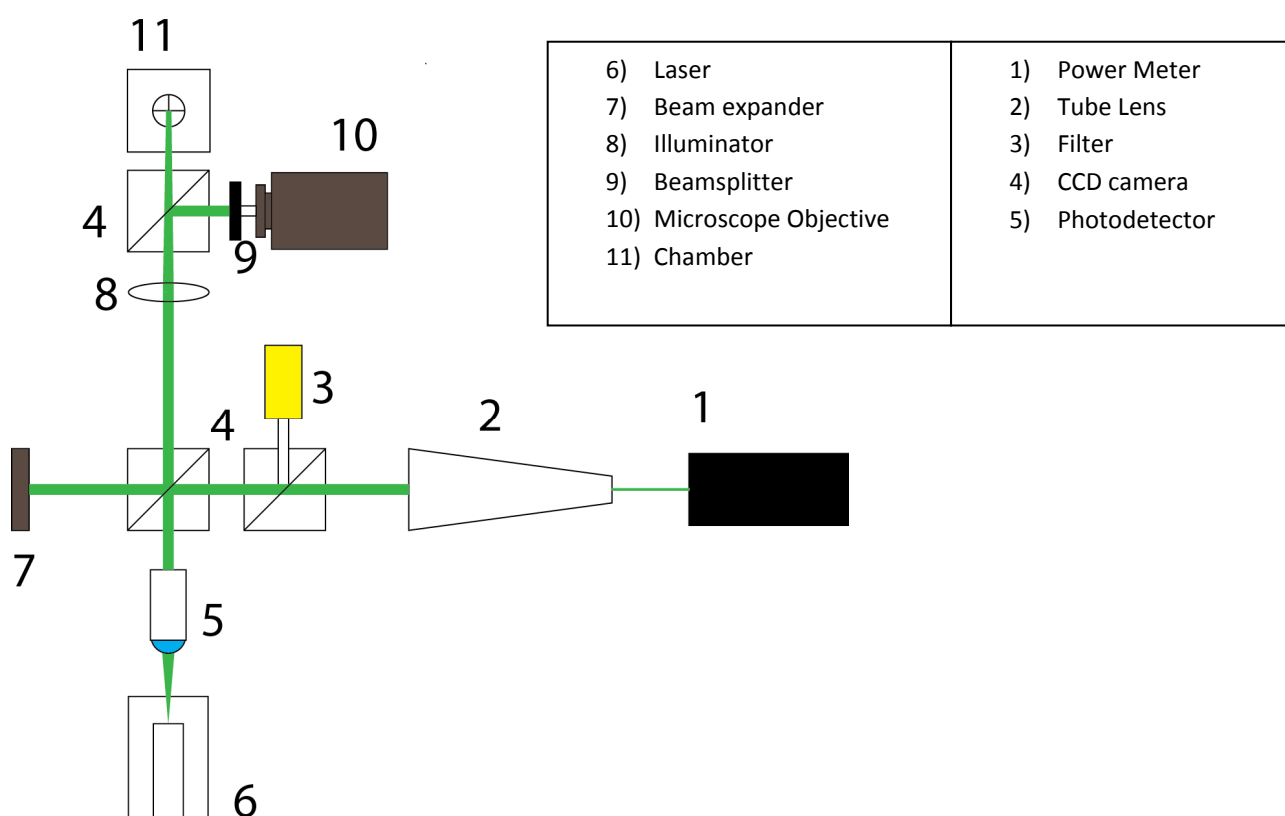 11
6) Laser
7) Beam expander
8) Illuminator
9) Beamsplitter
10) Microscope Objective
11) Chamber
1) Power Meter
2) Tube Lens
3) Filter
4) CCD camera
5) Photodetector
10
4
9
8
3
4
2
1
7
5
6